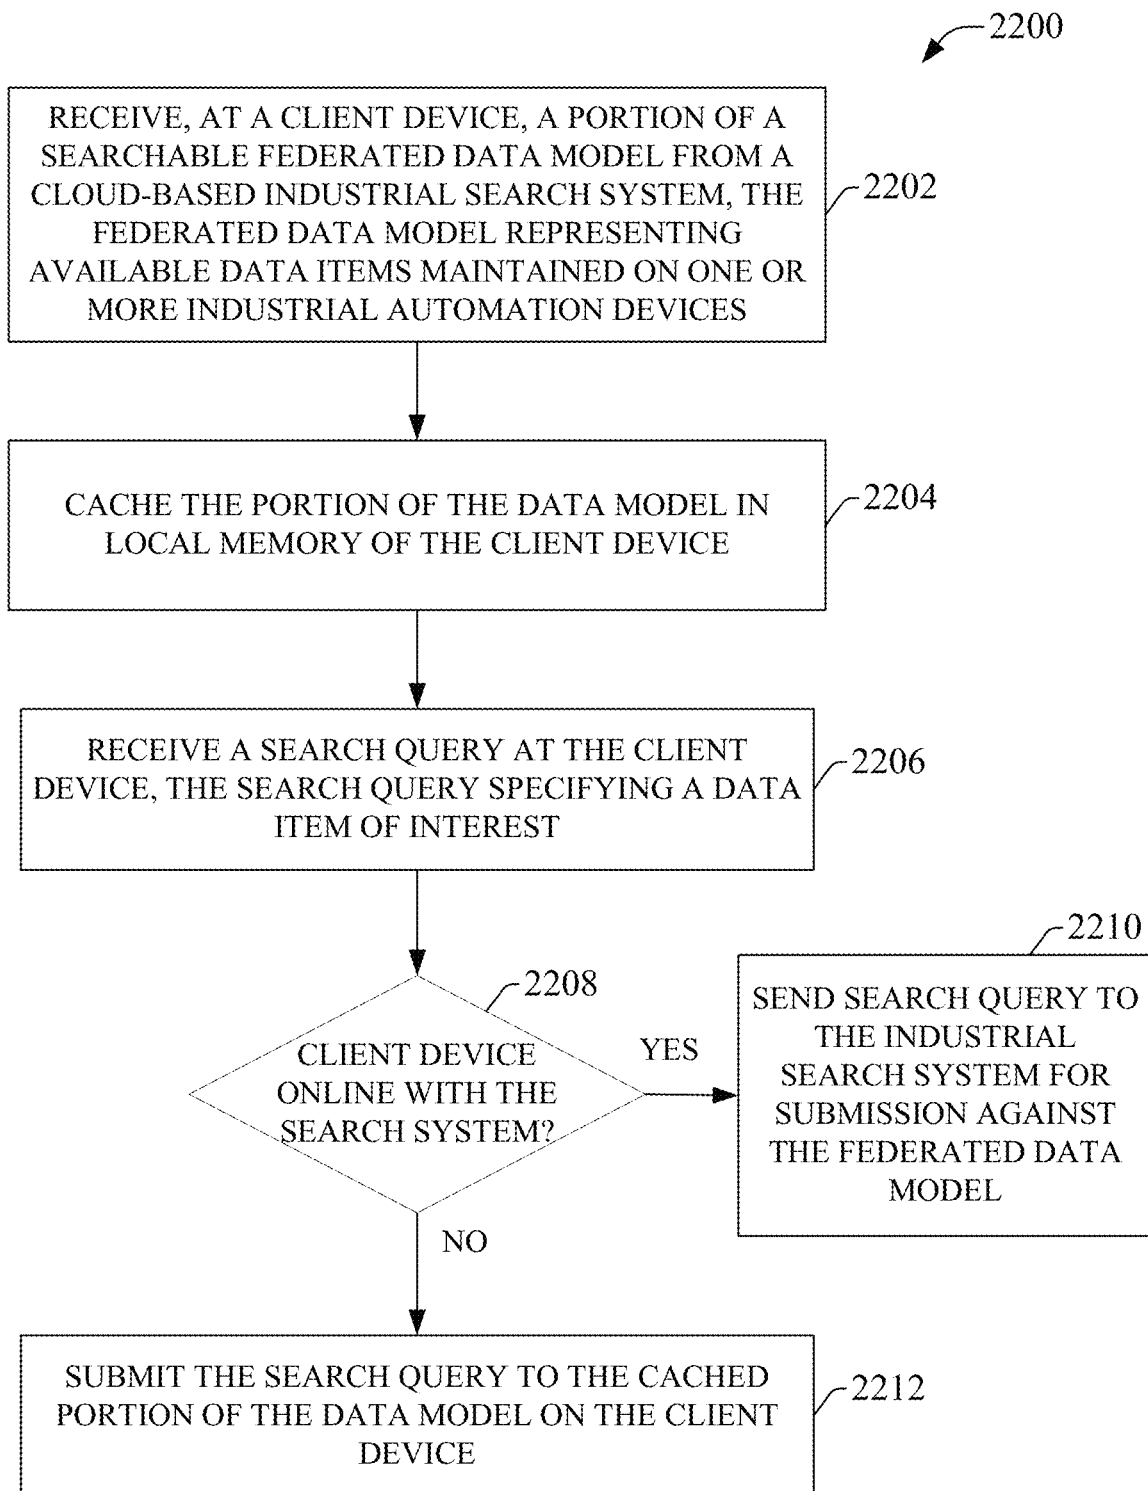 2200
RECEIVE, AT A CLIENT DEVICE, A PORTION OF A
SEARCHABLE FEDERATED DATA MODEL FROM A
CLOUD-BASED INDUSTRIAL SEARCH SYSTEM, THE
FEDERATED DATA MODEL REPRESENTING
AVAILABLE DATA ITEMS MAINTAINED ON ONE OR
MORE INDUSTRIAL AUTOMATION DEVICES
2202
CACHE THE PORTION OF THE DATA MODEL IN
LOCAL MEMORY OF THE CLIENT DEVICE
2204
RECEIVE A SEARCH QUERY AT THE CLIENT
DEVICE, THE SEARCH QUERY SPECIFYING A DATA
ITEM OF INTEREST
2206
CLIENT DEVICE
ONLINE WITH THE
SEARCH SYSTEM?
2208
YES
2210
SEND SEARCH QUERY TO
THE INDUSTRIAL
SEARCH SYSTEM FOR
SUBMISSION AGAINST
THE FEDERATED DATA
MODEL
NO
SUBMIT THE SEARCH QUERY TO THE CACHED
PORTION OF THE DATA MODEL ON THE CLIENT
DEVICE
2212